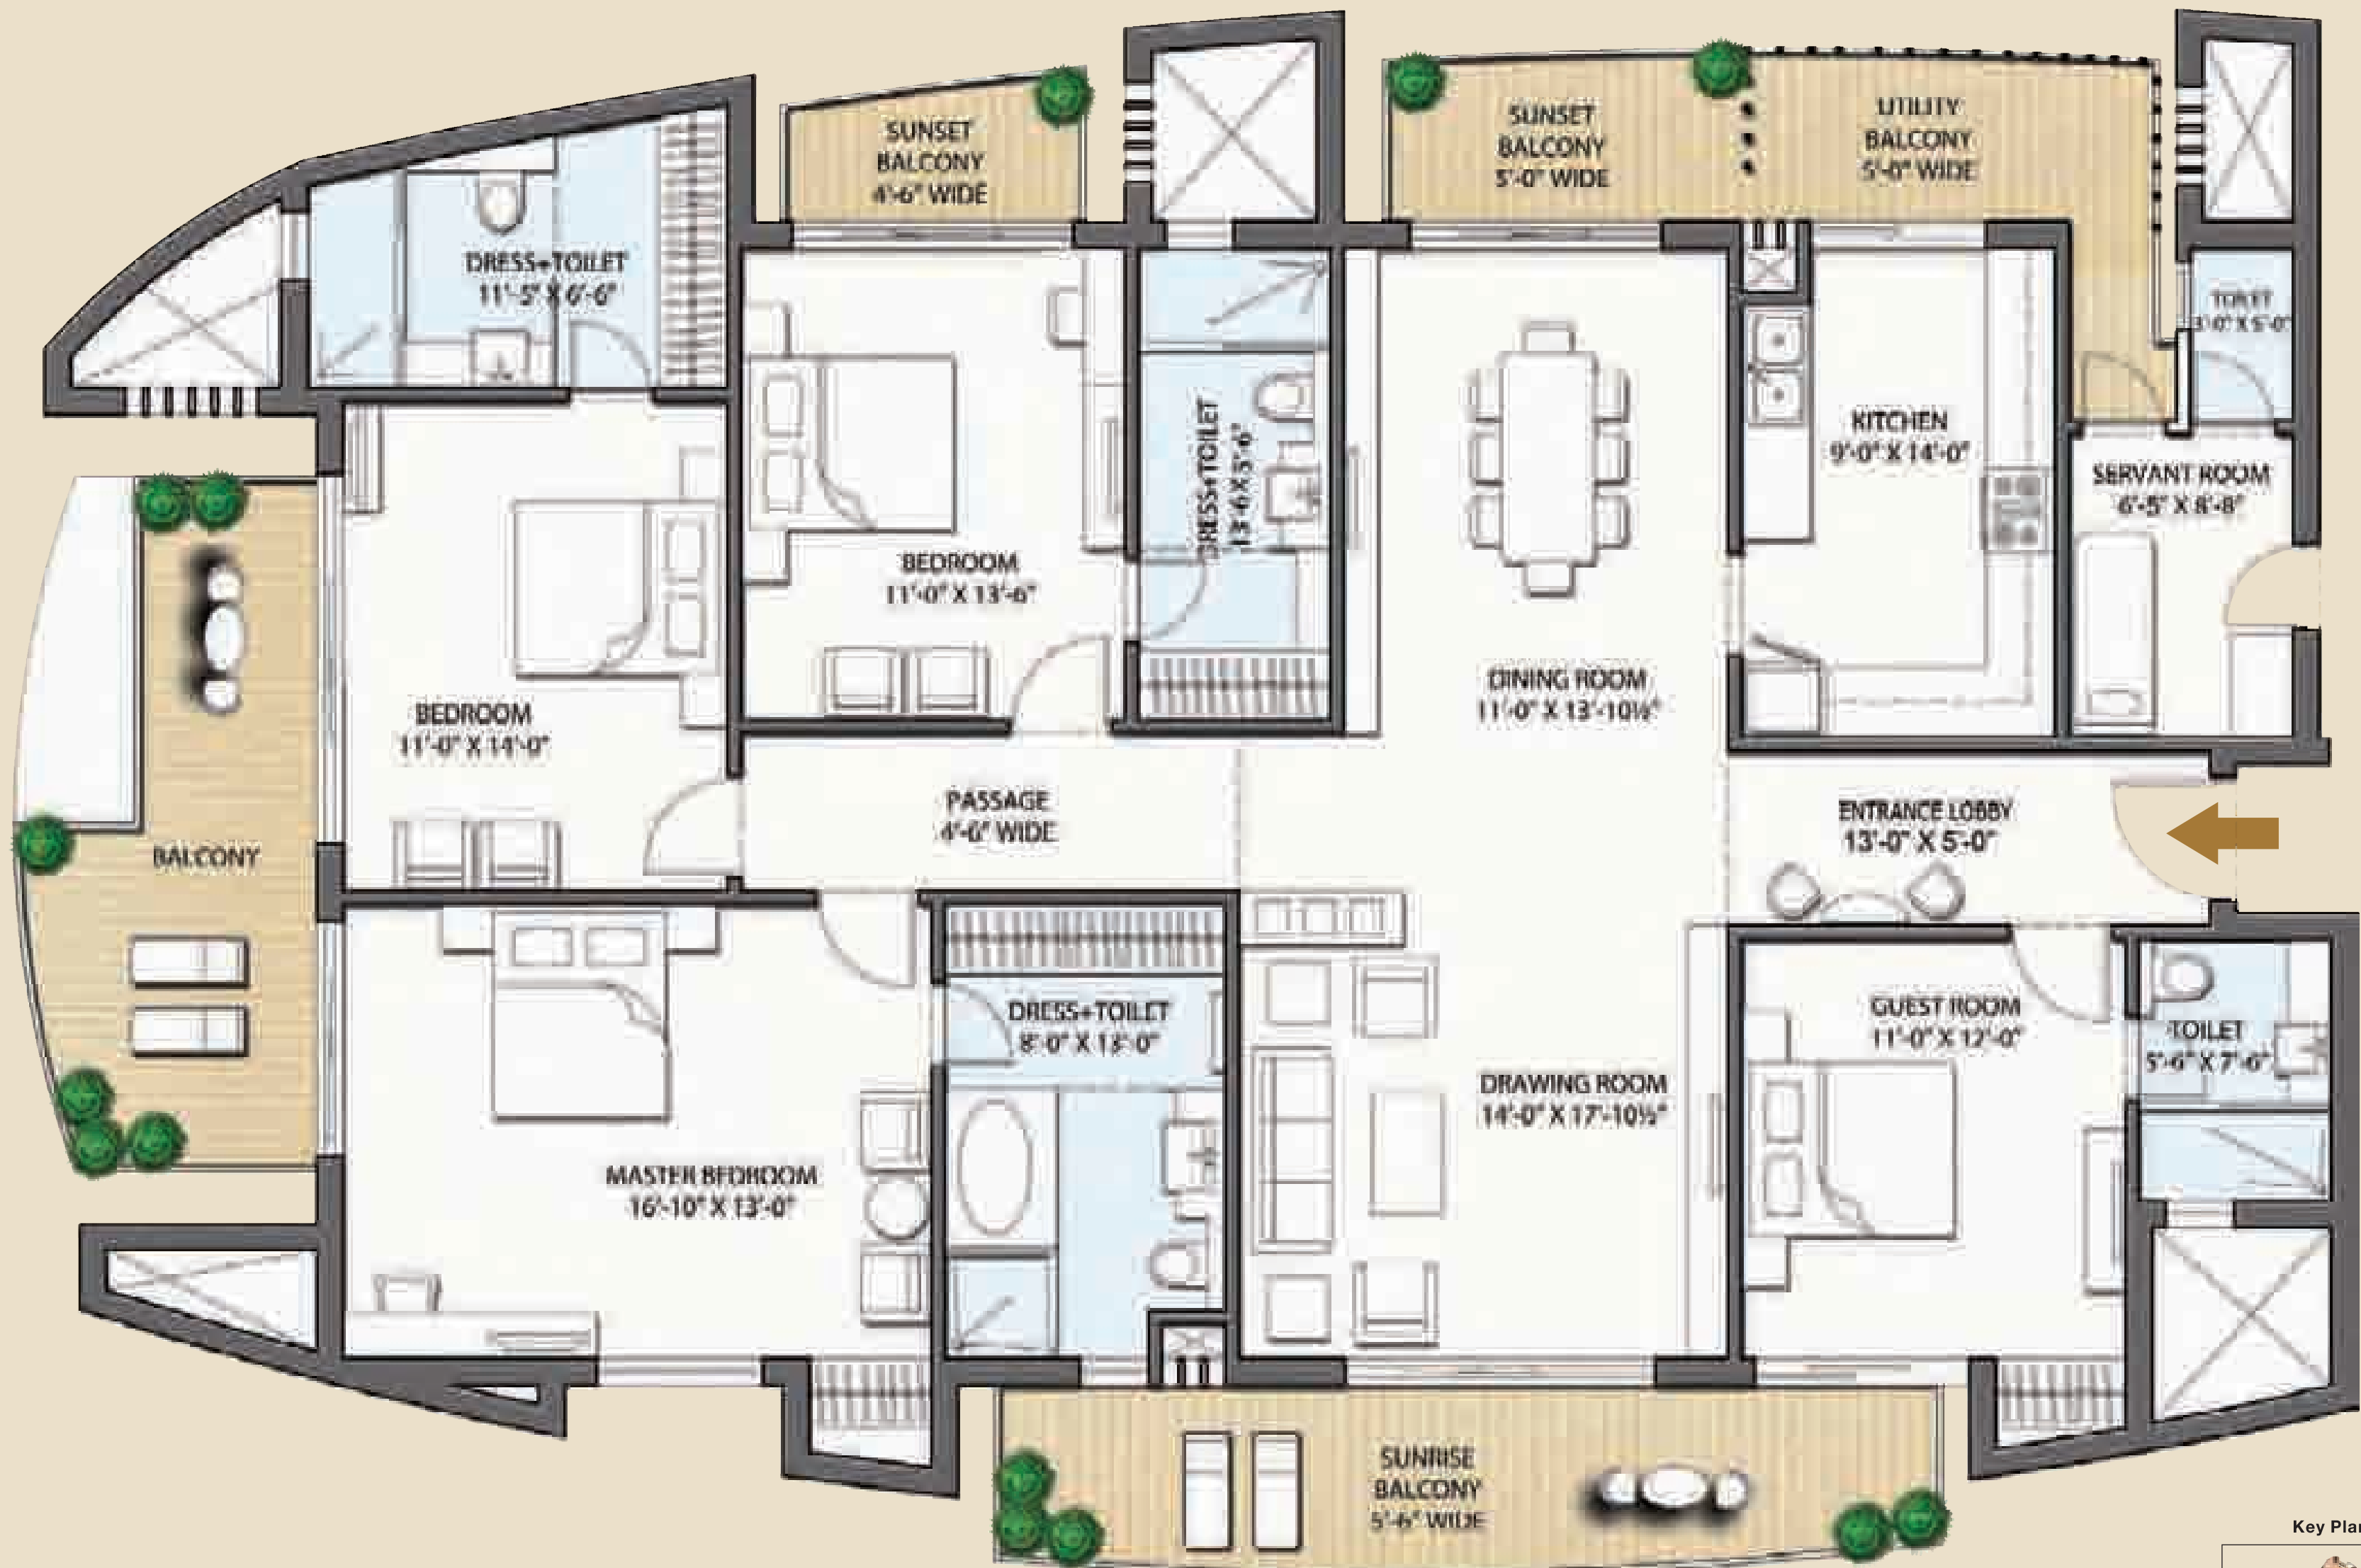 SUNSET
BALCONY
4'-6" WIDE
SUNSET
BALCONY
5'-0" WIDE
UTILITY
BALCONY
5'-0" WIDE
DRESS+TOILET
11'-5" X 6'-6"
TOILET
3'-0" X 5'-0"
DRESS+TOILET
13'-6X5'-6"
KITCHEN
9'-0" X 14'-0"
SERVANT ROOM
6'-5" X 8'-8"
BEDROOM
11'-0" X 13'-6"
BEDROOM
11'-0" X 14'-0"
DINING ROOM
11'-0" X 13'-10½"
PASSAGE
4'-6" WIDE
ENTRANCE LOBBY
13'-0" X 5'-0"
BALCONY
DRESS+TOILET
8'-0" X 13'-0"
GUEST ROOM
11'-0" X 12'-0"
TOILET
5'-6" X 7'-6"
DRAWING ROOM
14'-0" X 17'-10½"
MASTER BEDROOM
16'-10" X 13'-0"
SUNRISE
BALCONY
5'-6" WIDE
Key Plan